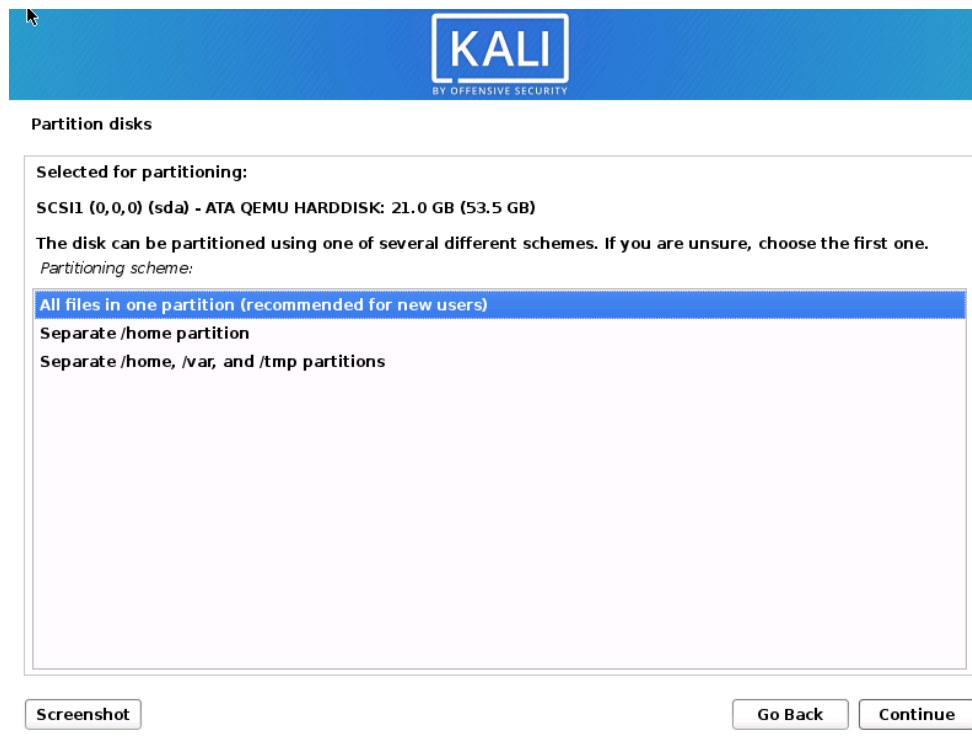 KALI
BY OFFENSIVE SECURITY
Partition disks
Selected for partitioning:
SCSI1 (0,0,0) (sda) - ATA QEMU HARDDISK: 21.0 GB (53.5 GB)
The disk can be partitioned using one of several different schemes. If you are unsure, choose the first one.
Partitioning scheme:
All files in one partition (recommended for new users)
Separate /home partition
Separate /home, /var, and /tmp partitions
Screenshot Go Back Continue